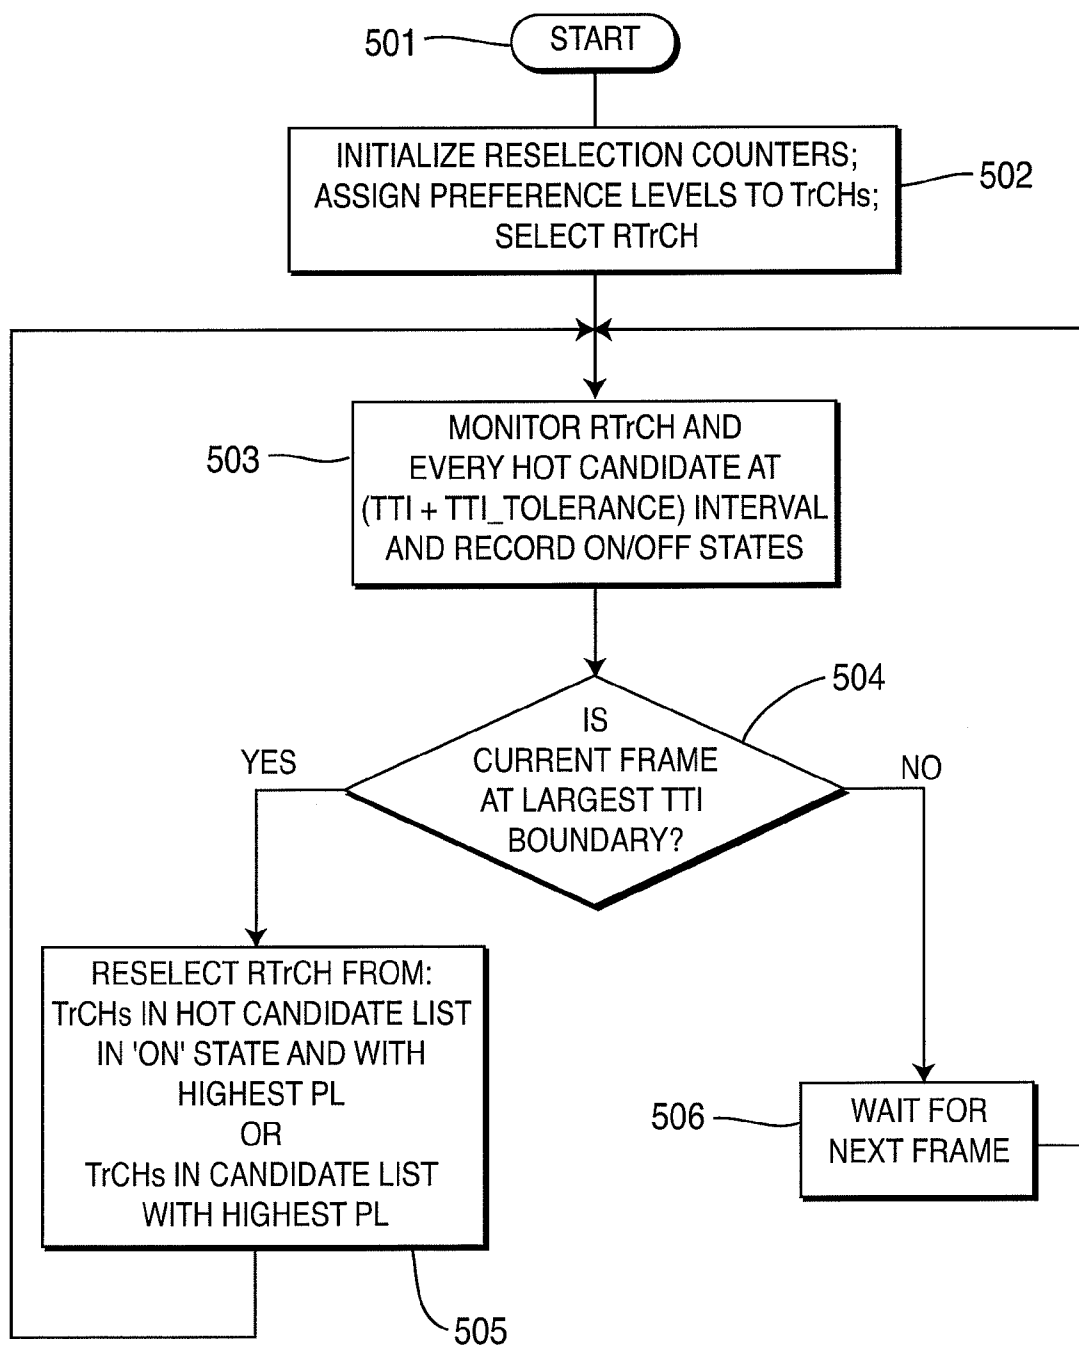 501
START
INITIALIZE RESELECTION COUNTERS;
ASSIGN PREFERENCE LEVELS TO TrCHs;
SELECT RTrCH
502
MONITOR RTrCH AND
EVERY HOT CANDIDATE AT
(TTI + TTI_TOLERANCE) INTERVAL
AND RECORD ON/OFF STATES
503
504
IS
CURRENT FRAME
AT LARGEST TTI
BOUNDARY?
YES
NO
RESELECT RTrCH FROM:
TrCHs IN HOT CANDIDATE LIST
IN 'ON' STATE AND WITH
HIGHEST PL
OR
TrCHs IN CANDIDATE LIST
WITH HIGHEST PL
505
506
WAIT FOR
NEXT FRAME